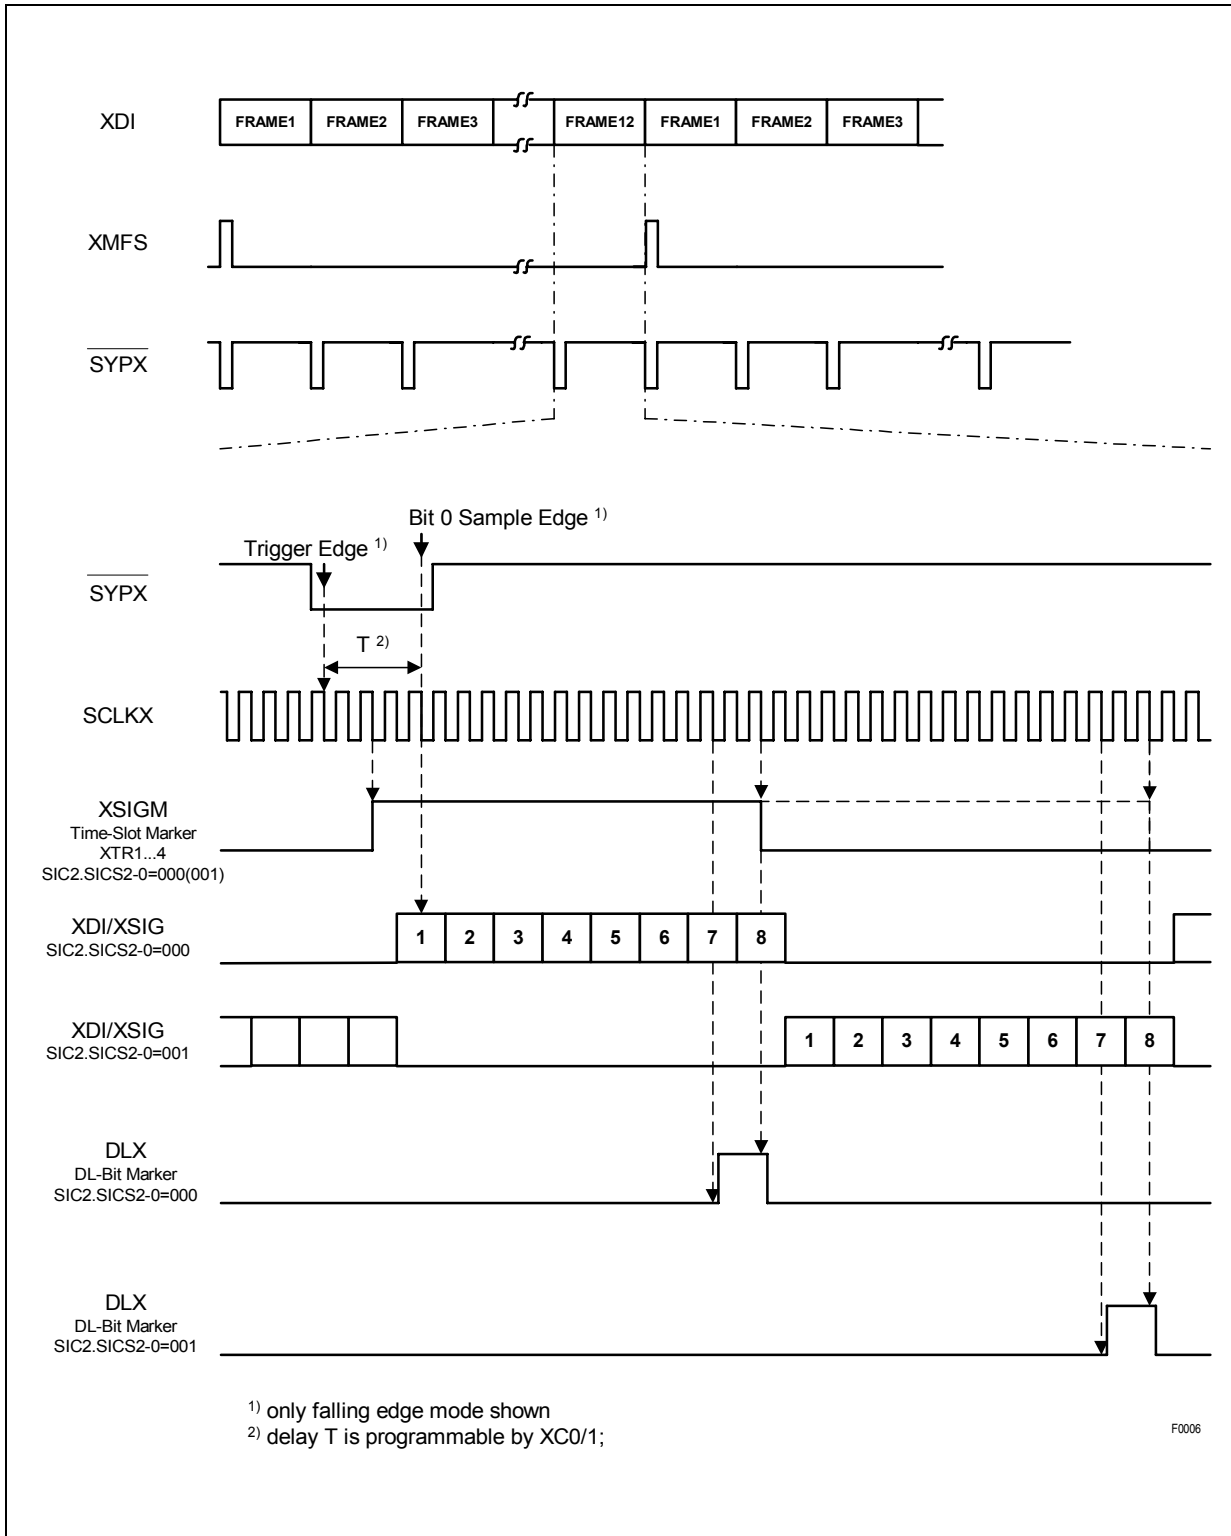 XDI
FRAME1 FRAME2 FRAME3 FRAME12 FRAME1 FRAME2 FRAME3
XMFS
SYPX
Bit 0 Sample Edge 1)
Trigger Edge 1)
SYPX
T 2)
SCLKX
XSIGM
Time-Slot Marker
XTR1...4
SIC2.SICS2-0=000(001)
XDI/XSIG
SIC2.SICS2-0=000
1 2 3 4 5 6 7 8
XDI/XSIG
SIC2.SICS2-0=001
1 2 3 4 5 6 7 8
DLX
DL-Bit Marker
SIC2.SICS2-0=000
DLX
DL-Bit Marker
SIC2.SICS2-0=001
1) only falling edge mode shown
2) delay T is programmable by XC0/1;
F0006